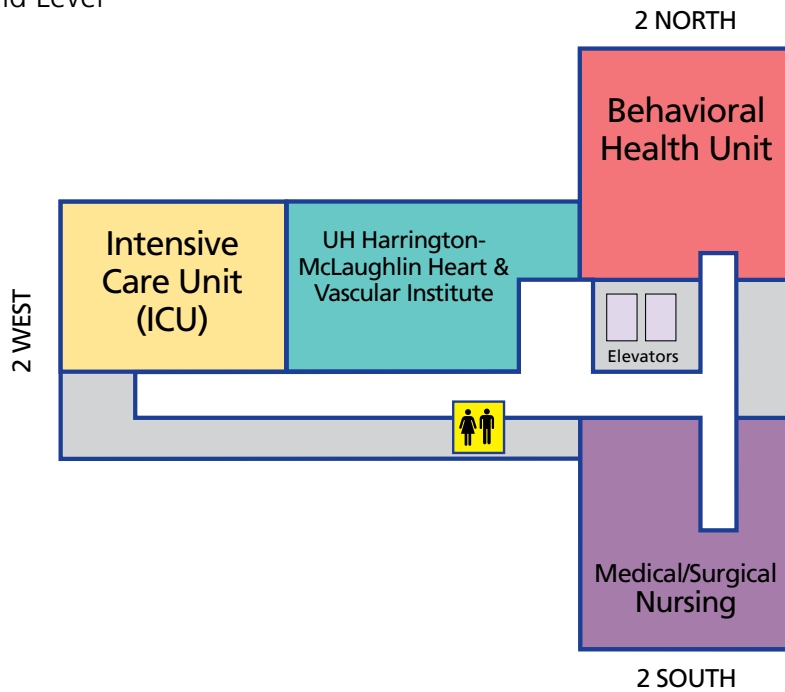 Level
2 NORTH
Behavioral
Health Unit
Intensive
Care Unit
(ICU)
UH Harrington-
McLaughlin Heart &
Vascular Institute
2 WEST
Elevators
Medical/Surgical
Nursing
2 SOUTH